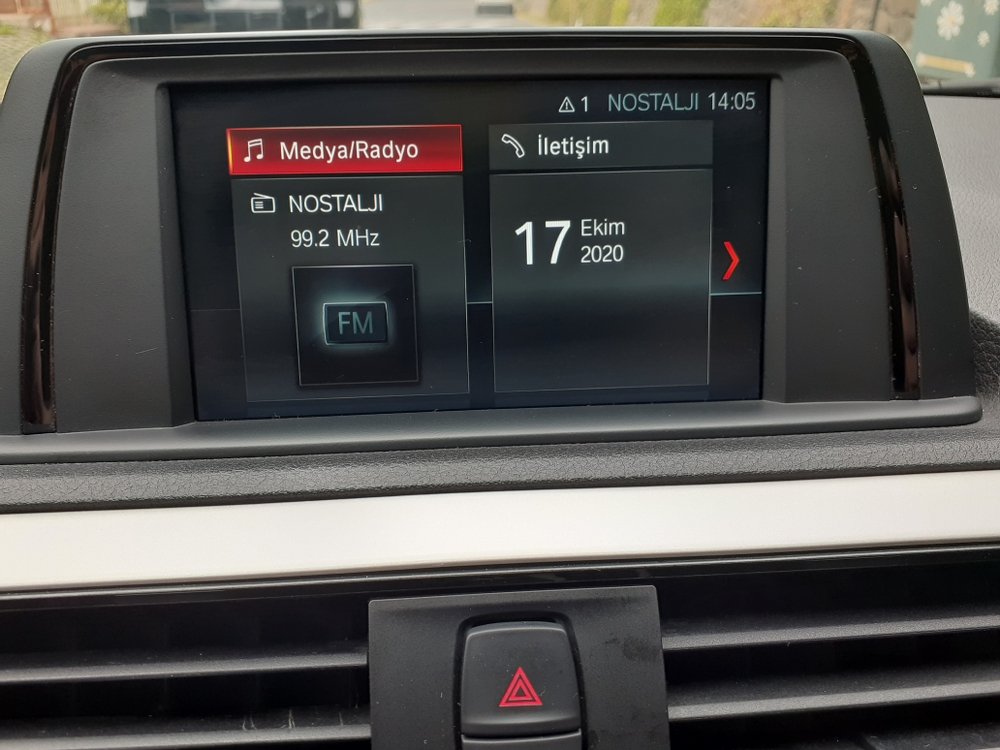 1 NOSTALJI 14:05
Medya/Radyo
NOSTALJI
99.2 MHz
FM
İletişim
17 Ekim
2020